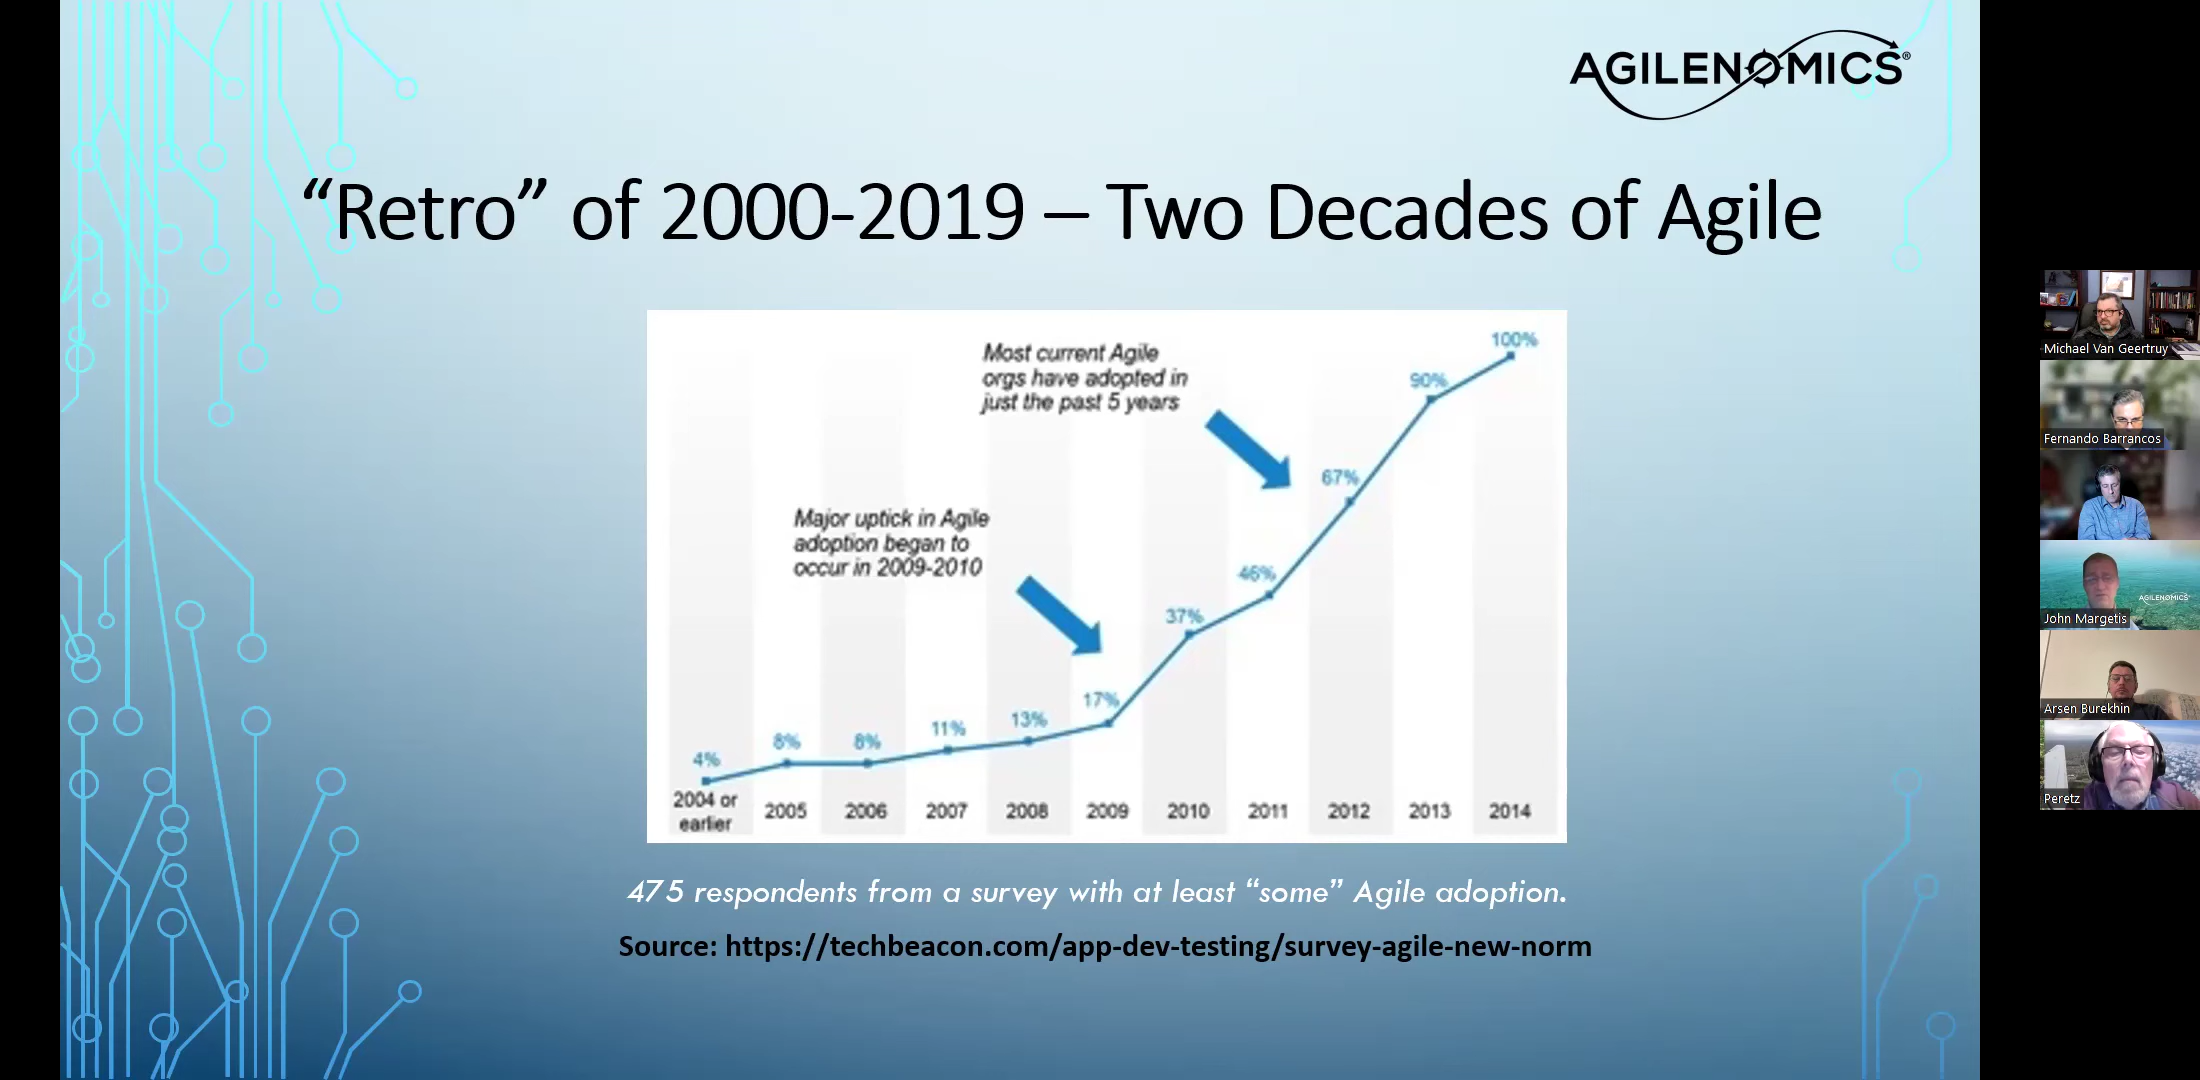 AGILENOMICS®
“Retro” of 2000-2019 – Two Decades of Agile
Most current Agile
orgs have adopted in
just the past 5 years
Major uptick in Agile
adoption began to
occur in 2009-2010
4%
8%
8%
11%
13%
17%
37%
46%
67%
90%
100%
2004 or
earlier
2005
2006
2007
2008
2009
2010
2011
2012
2013
2014
475 respondents from a survey with at least “some” Agile adoption.
Source: https://techbeacon.com/app-dev-testing/survey-agile-new-norm
Michael Van Geertruy
Fernando Barrancos
AGILENOMICS
John Margetis
Arsen Burekhin
Peretz